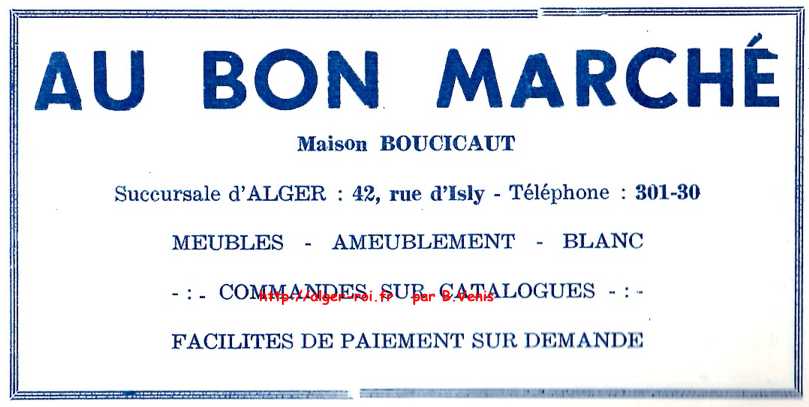 AU BON MARCHÉ
Maison BOUCICAUT
Succursale d'ALGER : 42, rue d'Isly - Téléphone : 301-30
MEUBLES - AMEUBLEMENT - BLANC
- : - COMMANDES SUR CATALOGUES - : -
http://alger-roi.fr par B.Venis
FACILITES DE PAIEMENT SUR DEMANDE